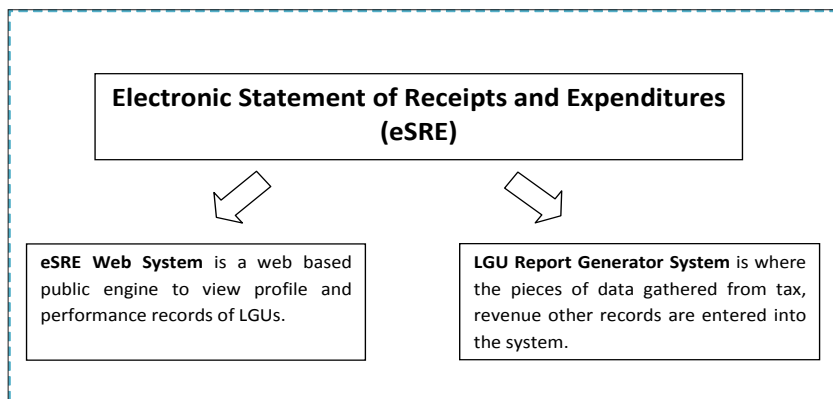 Electronic Statement of Receipts and Expenditures
(eSRE)
eSRE Web System is a web based
public engine to view profile and
performance records of LGUs.
LGU Report Generator System is where
the pieces of data gathered from tax,
revenue other records are entered into
the system.